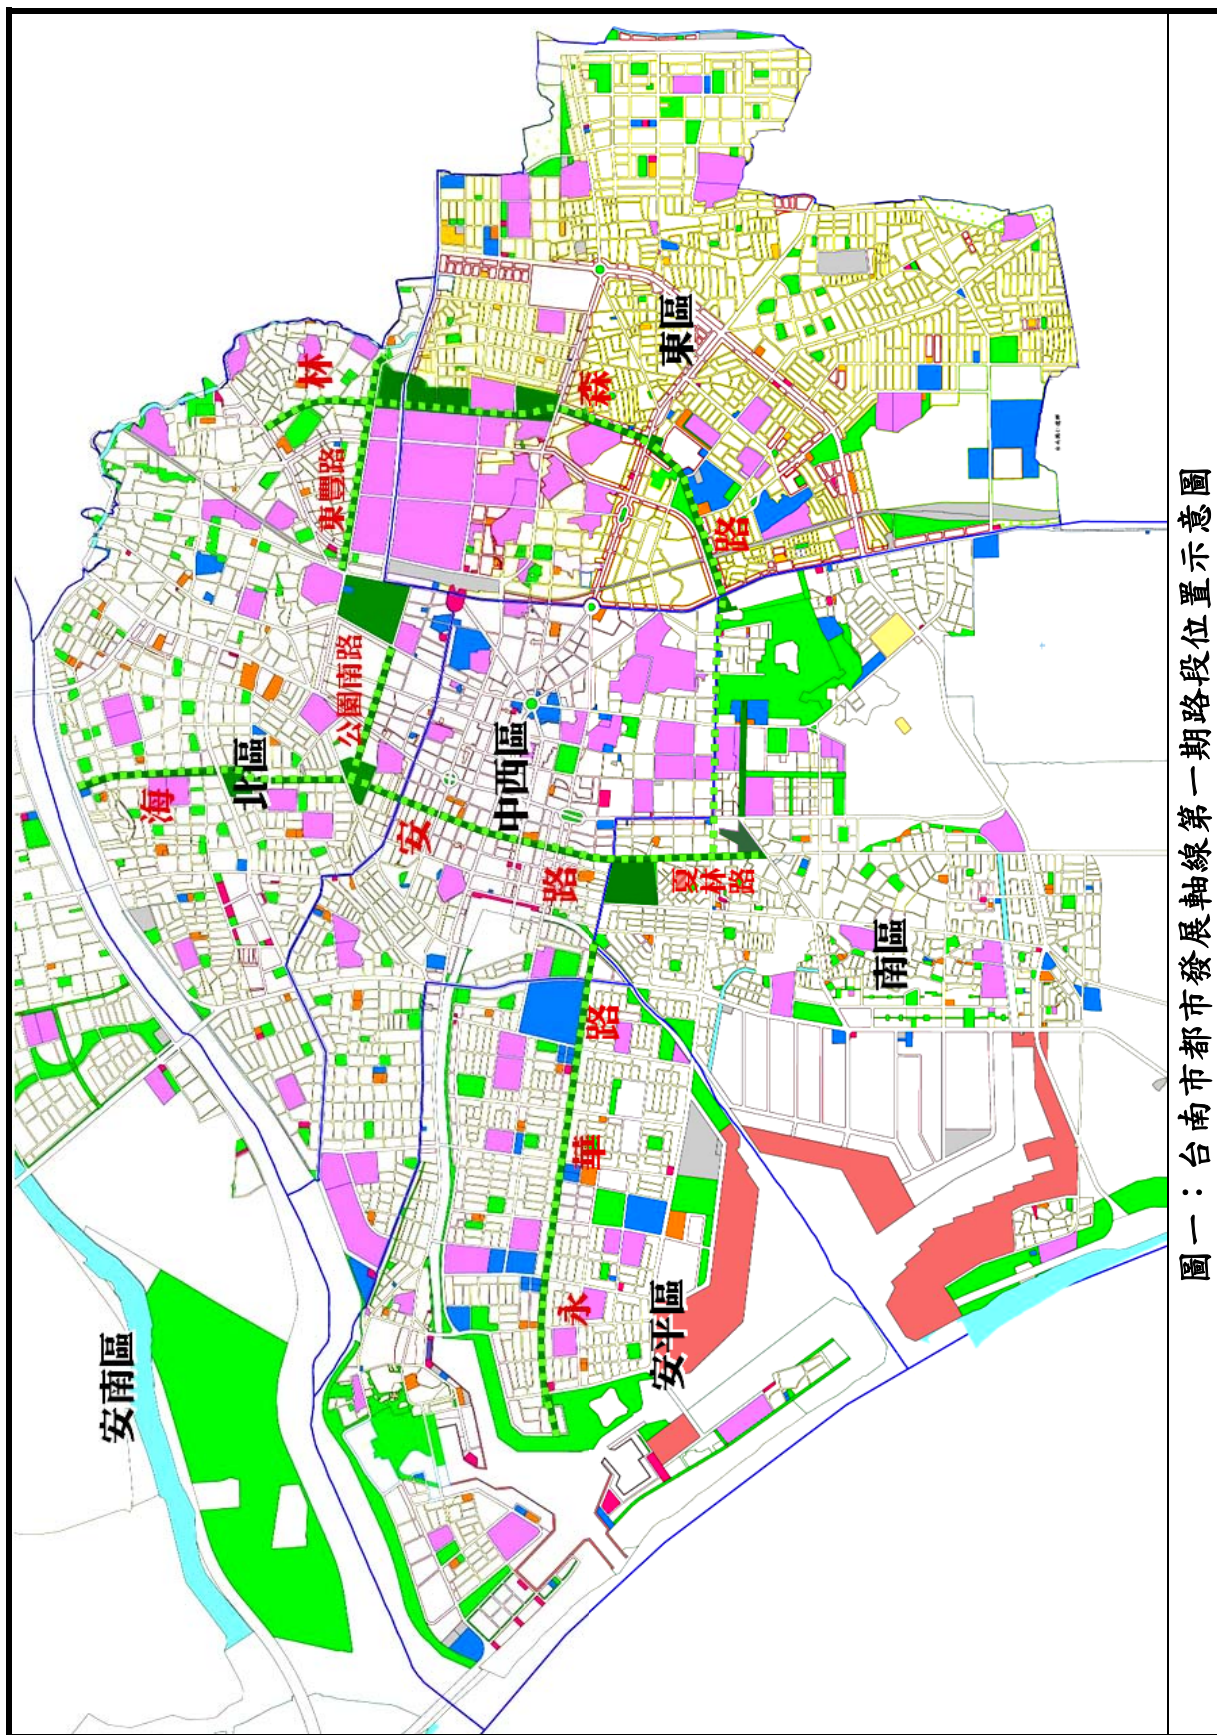 林
東豐路
森
東區
路
公園南路
北區
海
安
中西區
路
夏林路
南區
路
華
永
安平區
安南區
圖一：台南市都市發展軸線第一期路段位置示意圖